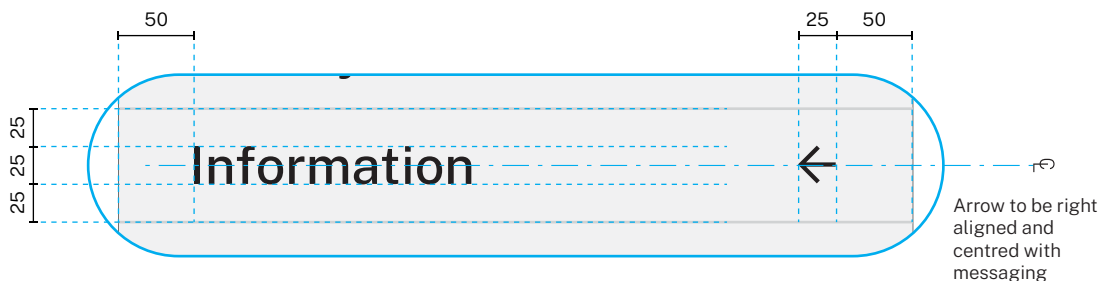 50
25 50
25
25
25
Information
Arrow to be right
aligned and
centred with
messaging